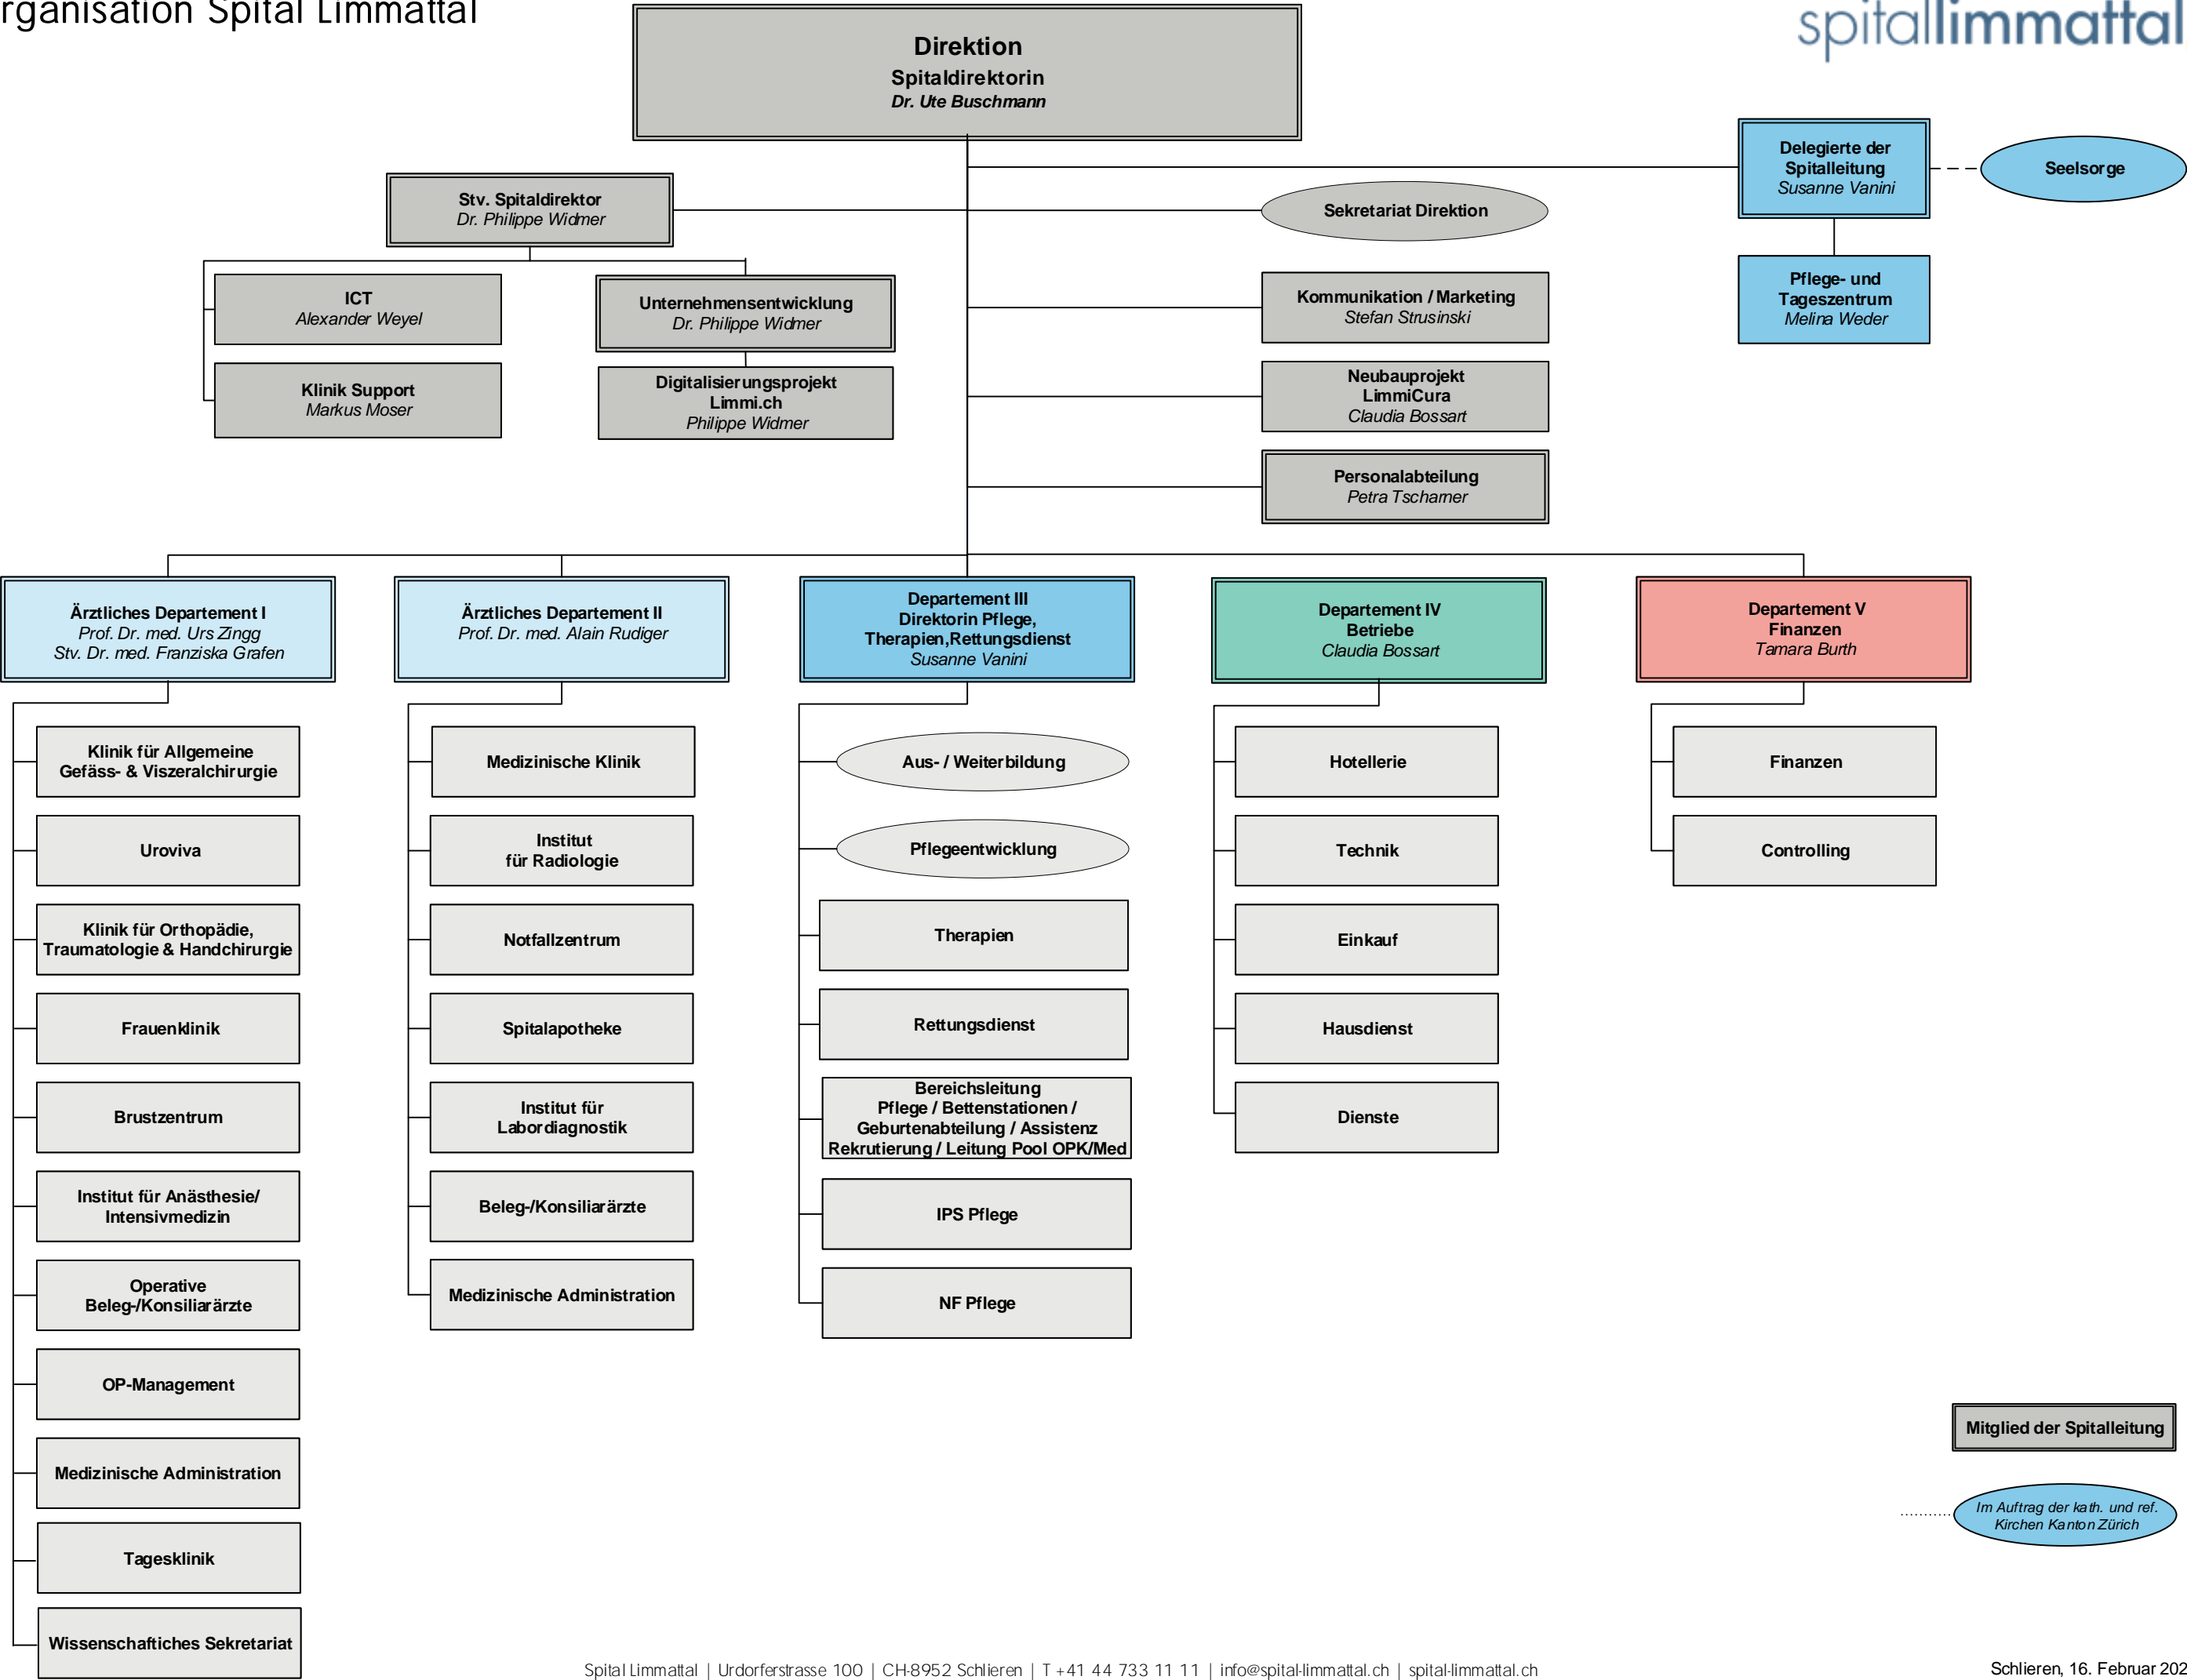 rganisation Spital Limmattal
spitallimmattal
Direktion
Spitaldirektorin
Dr. Ute Buschmann
Delegierte der
Spitalleitung
Susanne Vanini
Seelsorge
Stv. Spitaldirektor
Dr. Philippe Widmer
Sekretariat Direktion
ICT
Alexander Weyel
Unternehmensentwicklung
Dr. Philippe Widmer
Kommunikation / Marketing
Stefan Strusinski
Pflege- und
Tageszentrum
Melina Weder
Klinik Support
Markus Moser
Digitalisierungsprojekt
Limmi.ch
Philippe Widmer
Neubauprojekt
LimmiCura
Claudia Bossart
Personalabteilung
Petra Tscharner
Ärztliches Departement I
Prof. Dr. med. Urs Zingg
Stv. Dr. med. Franziska Grafen
Ärztliches Departement II
Prof. Dr. med. Alain Rudiger
Departement III
Direktorin Pflege,
Therapien,Rettungsdienst
Susanne Vanini
Departement IV
Betriebe
Claudia Bossart
Departement V
Finanzen
Tamara Burth
Klinik für Allgemeine
Gefäss- & Viszeralchirurgie
Uroviva
Klinik für Orthopädie,
Traumatologie & Handchirurgie
Frauenklinik
Brustzentrum
Institut für Anästhesie/
Intensivmedizin
Operative
Beleg-/Konsiliarärzte
OP-Management
Medizinische Administration
Tagesklinik
Wissenschaftiches Sekretariat
Medizinische Klinik
Institut
für Radiologie
Notfallzentrum
Spitalapotheke
Institut für
Labordiagnostik
Beleg-/Konsiliarärzte
Medizinische Administration
Aus- / Weiterbildung
Pflegeentwicklung
Therapien
Rettungsdienst
Bereichsleitung
Pflege / Bettenstationen /
Geburtenabteilung / Assistenz
Rekrutierung / Leitung Pool OPK/Med
IPS Pflege
NF Pflege
Hotellerie
Technik
Einkauf
Hausdienst
Dienste
Finanzen
Controlling
Mitglied der Spitalleitung
Im Auftrag der kath. und ref.
Kirchen Kanton Zürich
Spital Limmattal | Urdorferstrasse 100 | CH-8952 Schlieren | T +41 44 733 11 11 | info@spital-limmattal.ch | spital-limmattal.ch
Schlieren, 16. Februar 202